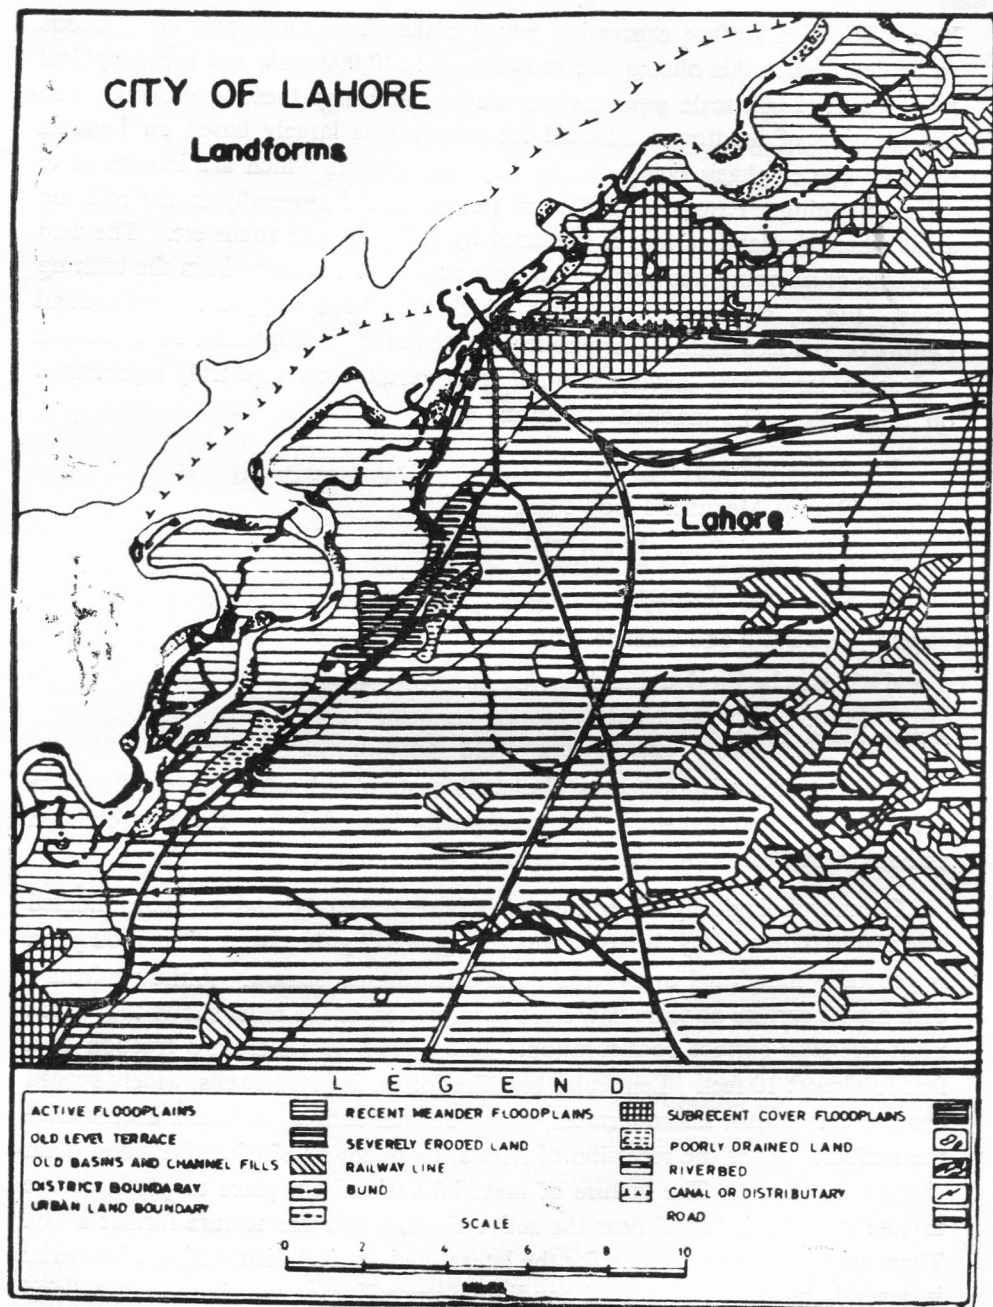 CITY OF LAHORE
Landforms
Lahore
LEGEND
ACTIVE FLOODPLAINS
OLD LEVEL TERRACE
OLD BASINS AND CHANNEL FILLS
DISTRICT BOUNDARAY
URBAN LAND BOUNDARY
RECENT MEANDER FLOODPLAINS
SEVERELY ERODED LAND
RAILWAY LINE
BUND
SUBRECENT COVER FLOODPLAINS
POORLY DRAINED LAND
RIVERBED
CANAL OR DISTRIBUTARY
ROAD
SCALE
0 2 4 6 8 10
MILES